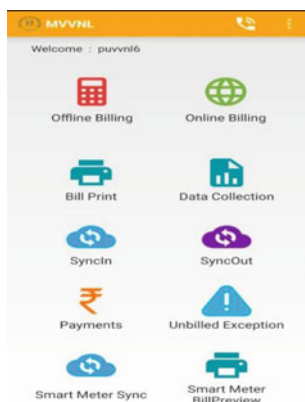 MVVNL
Welcome : puvvnl6
Offline Billing
Online Billing
Bill Print
Data Collection
SyncIn
SyncOut
Payments
Unbilled Exception
Smart Meter Sync
Smart Meter
BillPreview